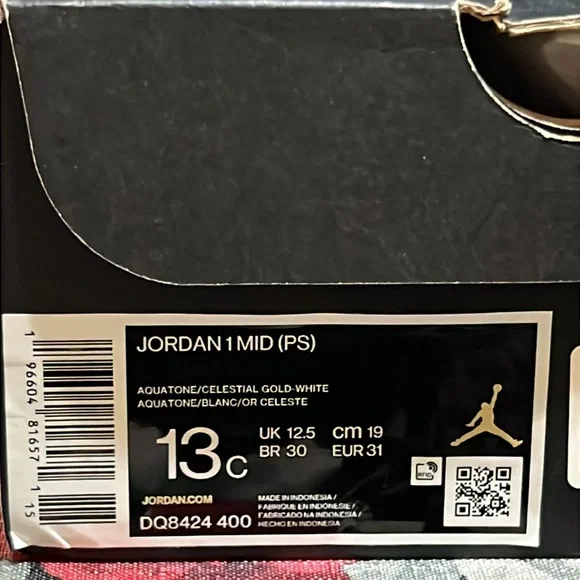 JORDAN 1 MID (PS)
AQUATONE/CELESTIAL GOLD-WHITE
AQUATONE/BLANC/OR CELESTE
13C
UK 12.5 cm 19
BR 30 EUR 31
JORDAN.COM
DQ8424 400
MADE IN INDONESIA /
FABRIQUE EN INDONESIE /
FABRICADO NA INDONESIA /
HECHO EN INDONESIA
RFID
1 96604 81657 1 15